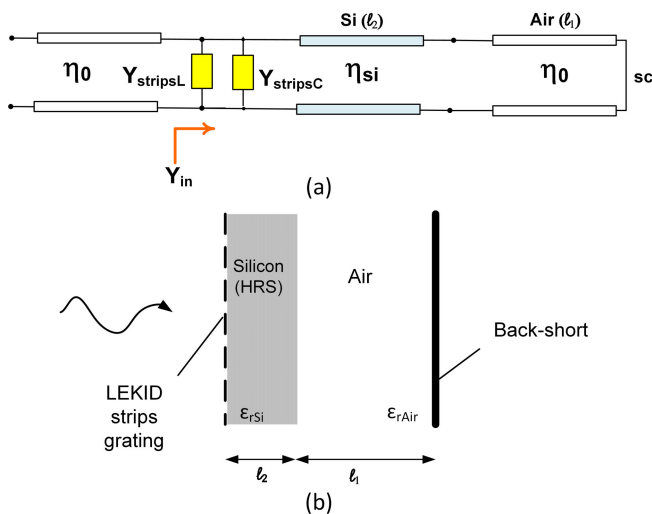 Si (ℓ₂)
Air (ℓ₁)
η0
YstripsL
YstripsC
ηsi
η0
sc
Yin
(a)
Silicon
(HRS)
Air
Back-short
LEKID
strips
grating
εrSi
εrAir
ℓ₂
ℓ₁
(b)